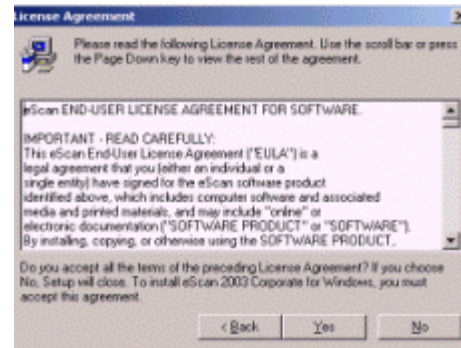 License Agreement
Please read the following License Agreement. Use the scroll bar or press
the Page Down key to view the rest of the agreement.
eScan END-USER LICENSE AGREEMENT FOR SOFTWARE.
IMPORTANT - READ CAREFULLY:
This eScan End-User License Agreement ("EULA") is a
legal agreement that you (either an individual or a
single entity) have signed for the eScan software product
identified above, which includes computer software and associated
media and printed materials, and may include "online" or
electronic documentation ("SOFTWARE PRODUCT" or "SOFTWARE").
By installing, copying, or otherwise using the SOFTWARE PRODUCT,
Do you accept all the terms of the preceding License Agreement? If you choose
No, Setup will close. To install eScan 2003 Corporate for Windows, you must
accept this agreement.
< Back Yes No